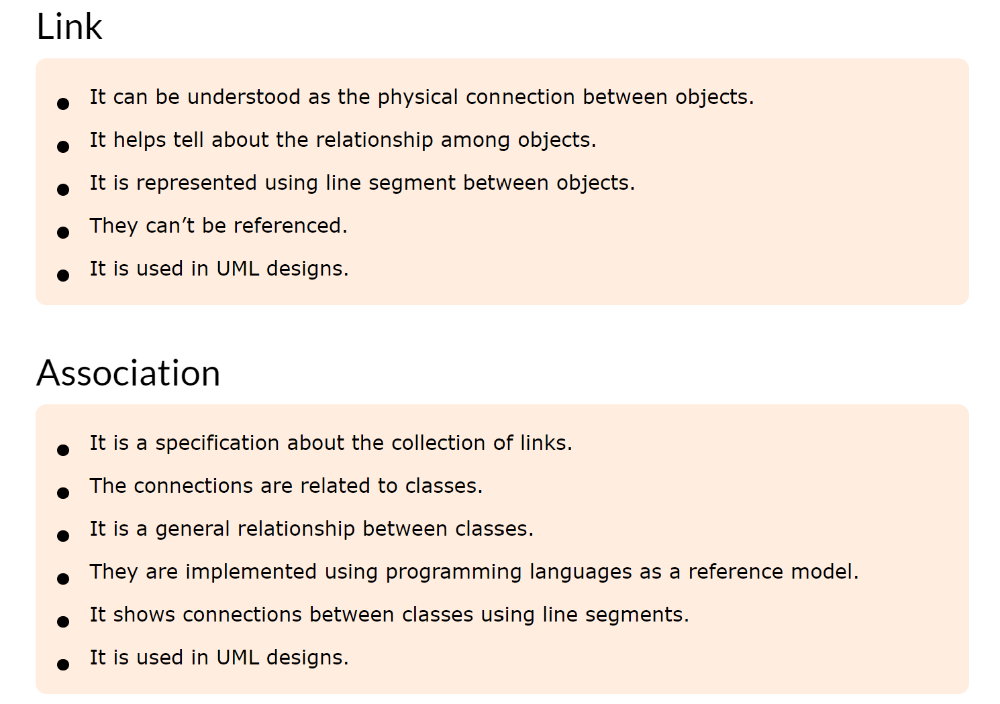 Link
● It can be understood as the physical connection between objects.
● It helps tell about the relationship among objects.
● It is represented using line segment between objects.
● They can’t be referenced.
● It is used in UML designs.
Association
● It is a specification about the collection of links.
● The connections are related to classes.
● It is a general relationship between classes.
● They are implemented using programming languages as a reference model.
● It shows connections between classes using line segments.
● It is used in UML designs.